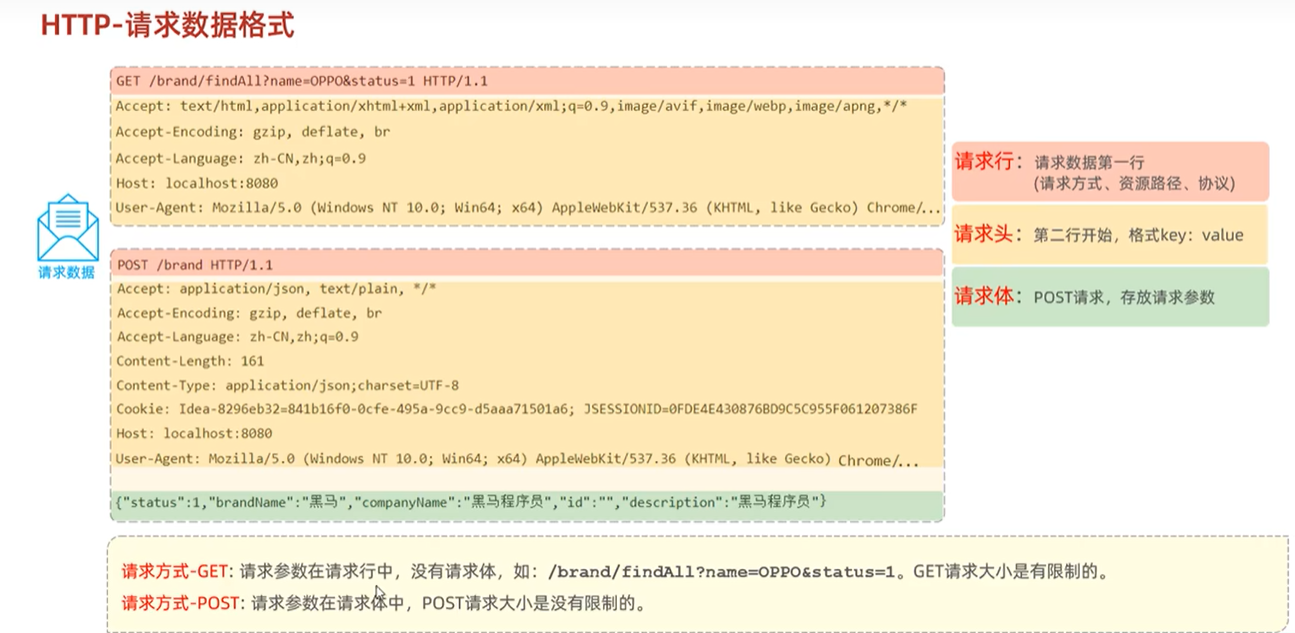 HTTP-请求数据格式
GET /brand/findAll?name=OPPO&status=1 HTTP/1.1
Accept: text/html,application/xhtml+xml,application/xml;q=0.9,image/avif,image/webp,image/apng,*/*
Accept-Encoding: gzip, deflate, br
Accept-Language: zh-CN,zh;q=0.9
Host: localhost:8080
User-Agent: Mozilla/5.0 (Windows NT 10.0; Win64; x64) AppleWebKit/537.36 (KHTML, like Gecko) Chrome/...
请求数据
POST /brand HTTP/1.1
Accept: application/json, text/plain, */*
Accept-Encoding: gzip, deflate, br
Accept-Language: zh-CN,zh;q=0.9
Content-Length: 161
Content-Type: application/json;charset=UTF-8
Cookie: Idea-8296eb32=841b16f0-0cfe-495a-9cc9-d5aaa71501a6; JSESSIONID=0FDE4E430876BD9C5C955F061207386F
Host: localhost:8080
User-Agent: Mozilla/5.0 (Windows NT 10.0; Win64; x64) AppleWebKit/537.36 (KHTML, like Gecko) Chrome/...
{"status":1,"brandName":"黑马","companyName":"黑马程序员","id":"","description":"黑马程序员"}
请求行：请求数据第一行
(请求方式、资源路径、协议)
请求头：第二行开始，格式key：value
请求体：POST请求，存放请求参数
请求方式-GET：请求参数在请求行中，没有请求体，如：/brand/findAll?name=OPPO&status=1。GET请求大小是有限制的。
请求方式-POST：请求参数在请求体中，POST请求大小是没有限制的。